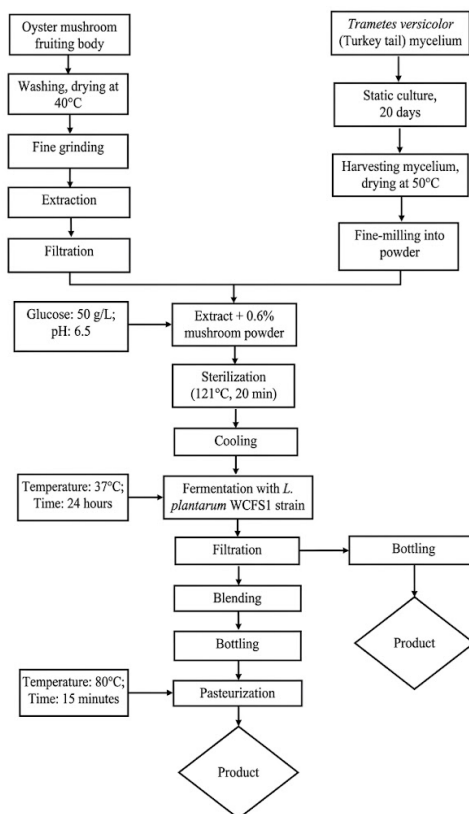 Oyster mushroom
fruiting body
Trametes versicolor
(Turkey tail) mycelium
Washing, drying at
40°C
Static culture,
20 days
Fine grinding
Harvesting mycelium,
drying at 50°C
Extraction
Filtration
Fine-milling into
powder
Glucose: 50 g/L;
pH: 6.5
Extract + 0.6%
mushroom powder
Sterilization
(121°C, 20 min)
Cooling
Temperature: 37°C;
Time: 24 hours
Fermentation with L.
plantarum WCFS1 strain
Filtration
Bottling
Blending
Product
Bottling
Temperature: 80°C;
Time: 15 minutes
Pasteurization
Product